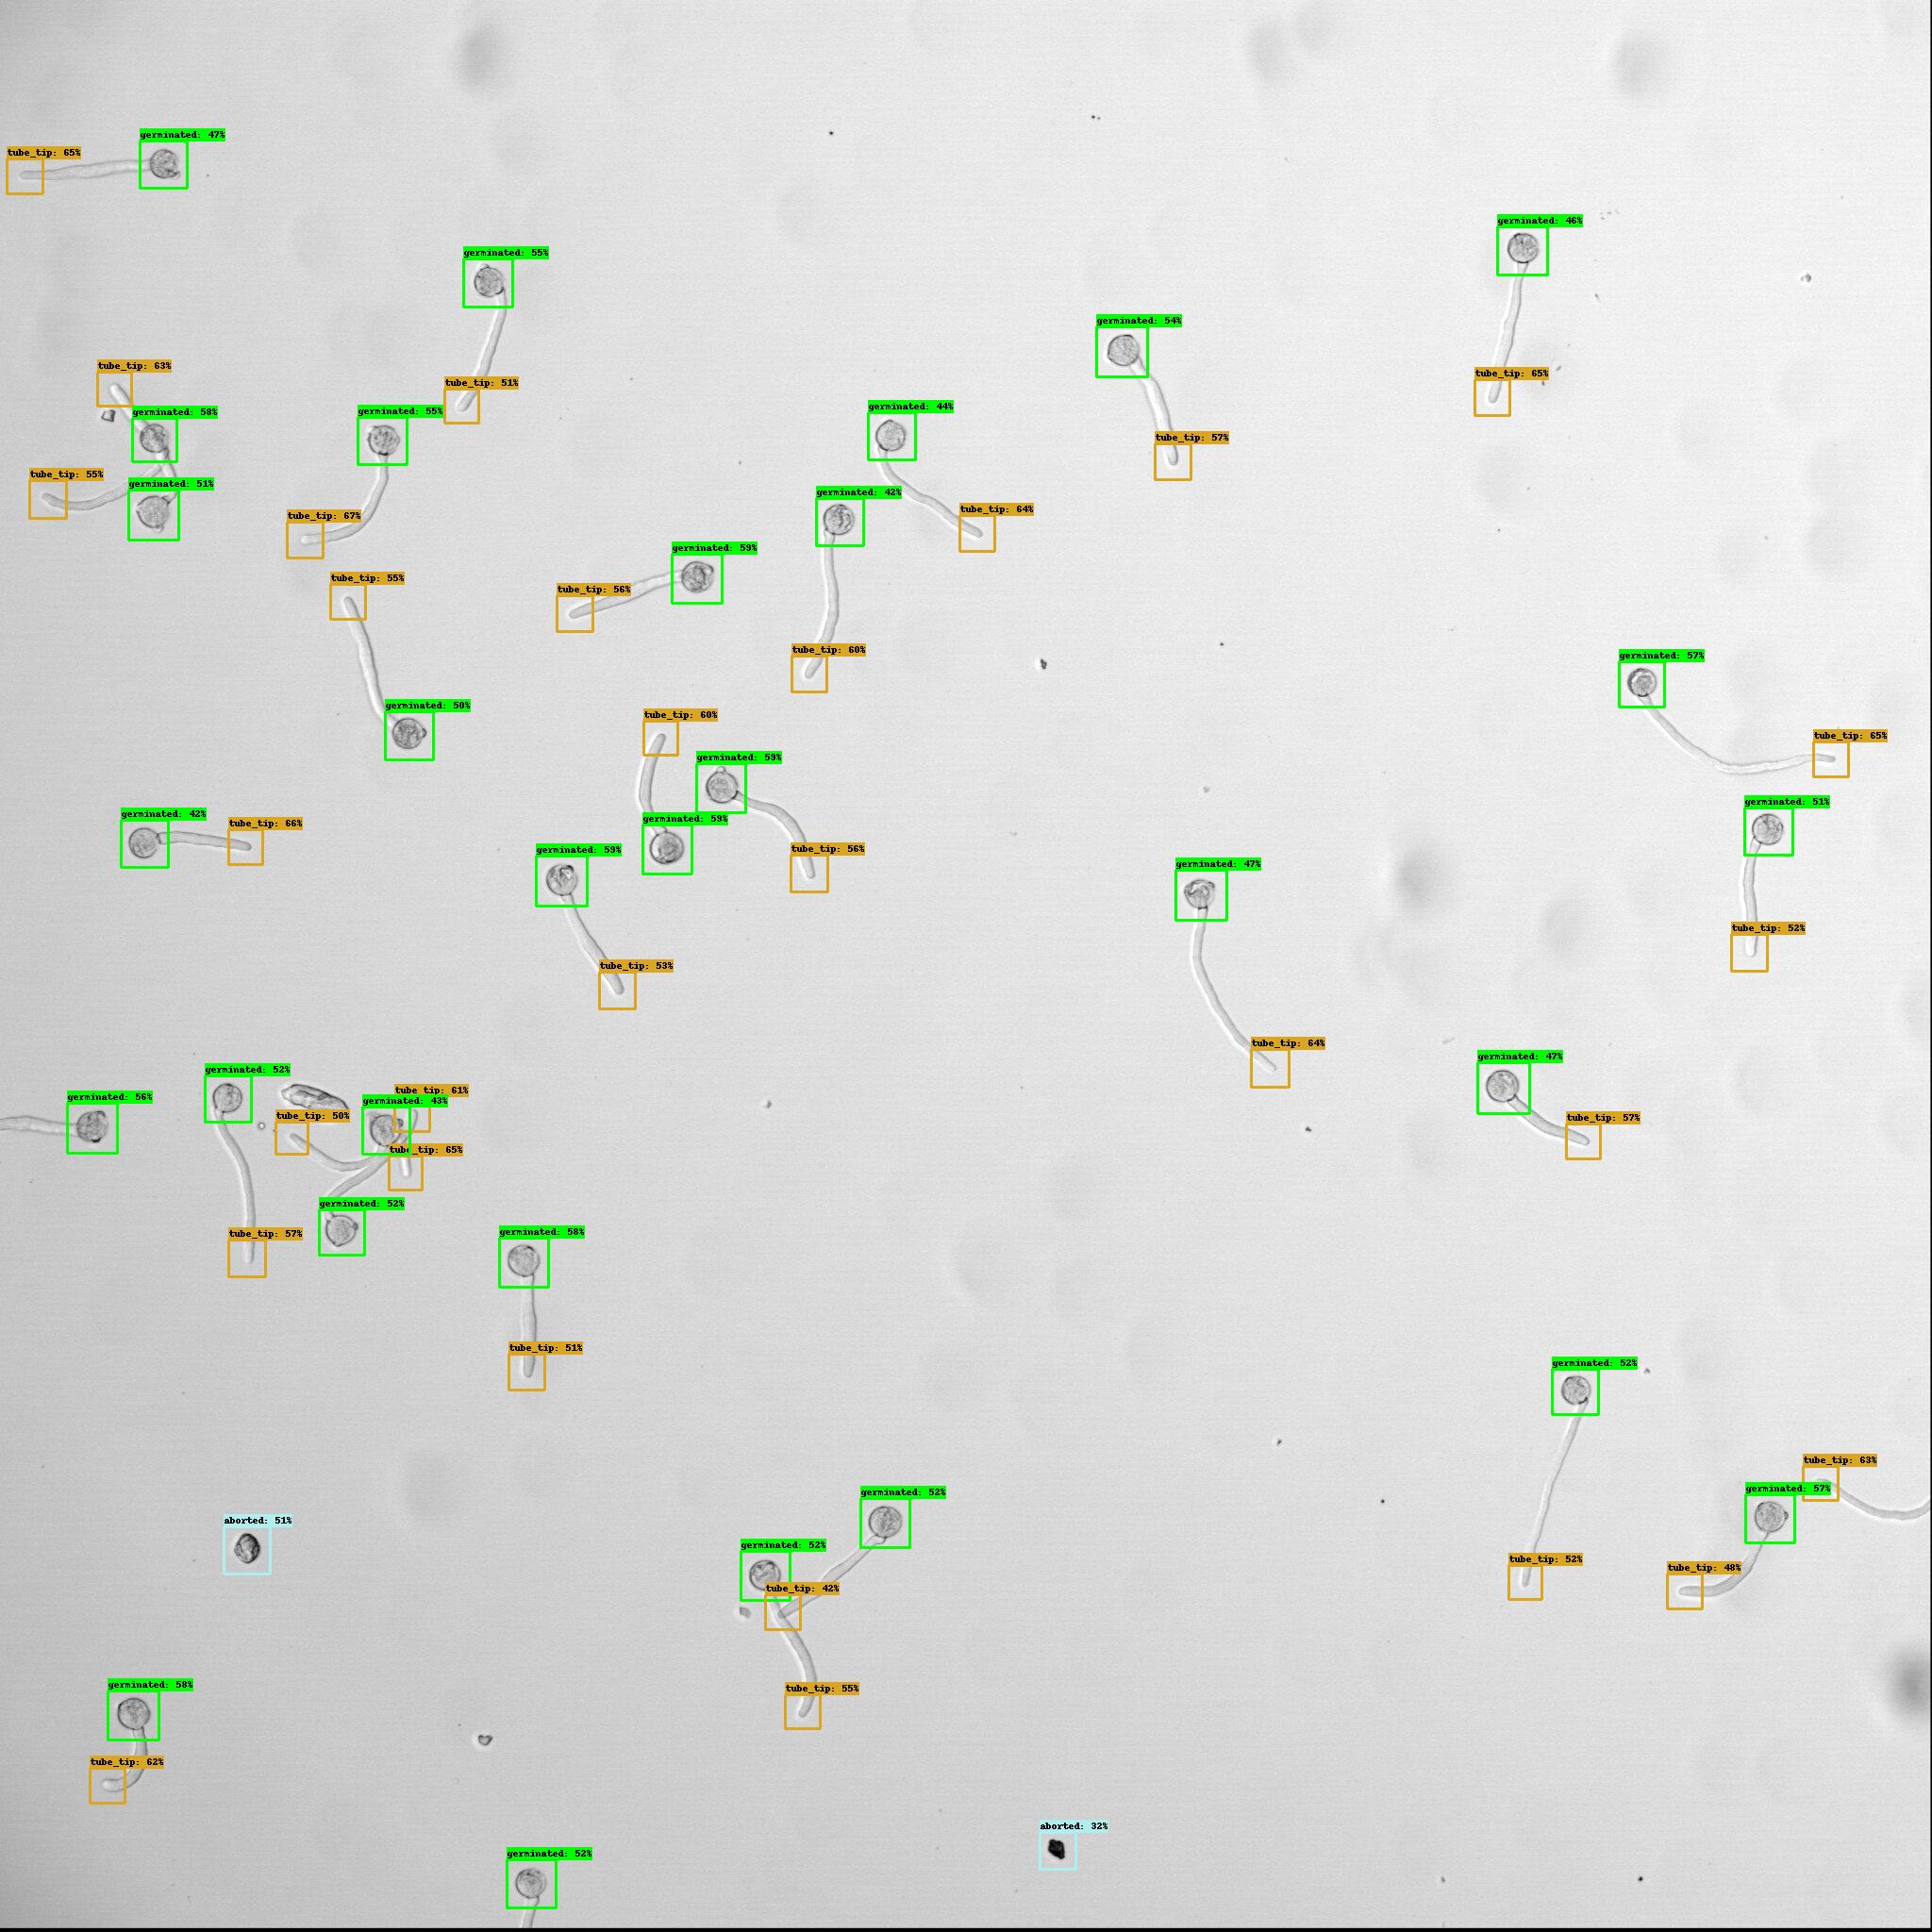 germinated: 47%
tube_tip: 65%
germinated: 46%
germinated: 55%
germinated: 54%
tube_tip: 63%
tube_tip: 65%
tube_tip: 51%
germinated: 44%
germinated: 58%
germinated: 55%
tube_tip: 57%
tube_tip: 55%
germinated: 51%
germinated: 42%
tube_tip: 64%
tube_tip: 67%
germinated: 59%
tube_tip: 55%
tube_tip: 56%
tube_tip: 60%
germinated: 57%
germinated: 50%
tube_tip: 60%
tube_tip: 65%
germinated: 59%
germinated: 51%
germinated: 42%
germinated: 59%
tube_tip: 66%
germinated: 59%
tube_tip: 56%
germinated: 47%
tube_tip: 52%
tube_tip: 53%
tube_tip: 64%
germinated: 47%
germinated: 52%
tube_tip: 61%
germinated: 56%
germinated: 43%
tube_tip: 50%
tube_tip: 57%
tube_tip: 65%
germinated: 52%
tube_tip: 57%
germinated: 58%
tube_tip: 51%
germinated: 52%
tube_tip: 63%
germinated: 57%
germinated: 52%
aborted: 51%
germinated: 52%
tube_tip: 52%
tube_tip: 48%
tube_tip: 42%
germinated: 58%
tube_tip: 55%
tube_tip: 62%
aborted: 32%
germinated: 52%